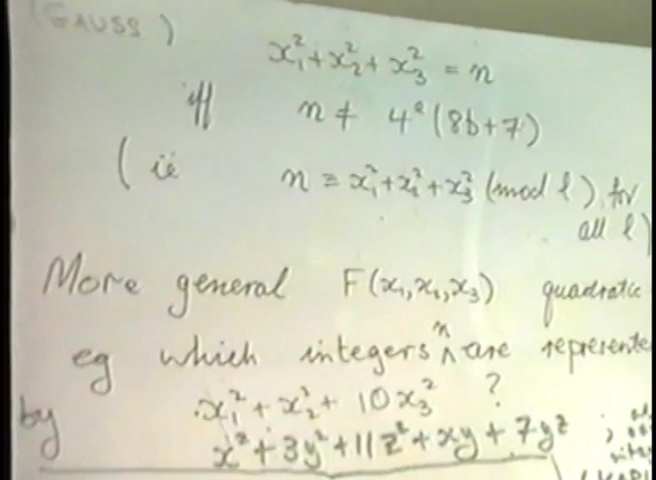 (GAUSS)
x₁²+x₂²+x₃² = n
iff n ≠ 4ᵃ(8b+7)
(ie n ≡ x₁²+x₂²+x₃² (mod l), for
all l)
More general F(x₁,x₂,x₃) quadratic
eg which integers n are represente
by x₁²+x₂²+10x₃² ?
x²+3y²+11z²+xy+7yz ;